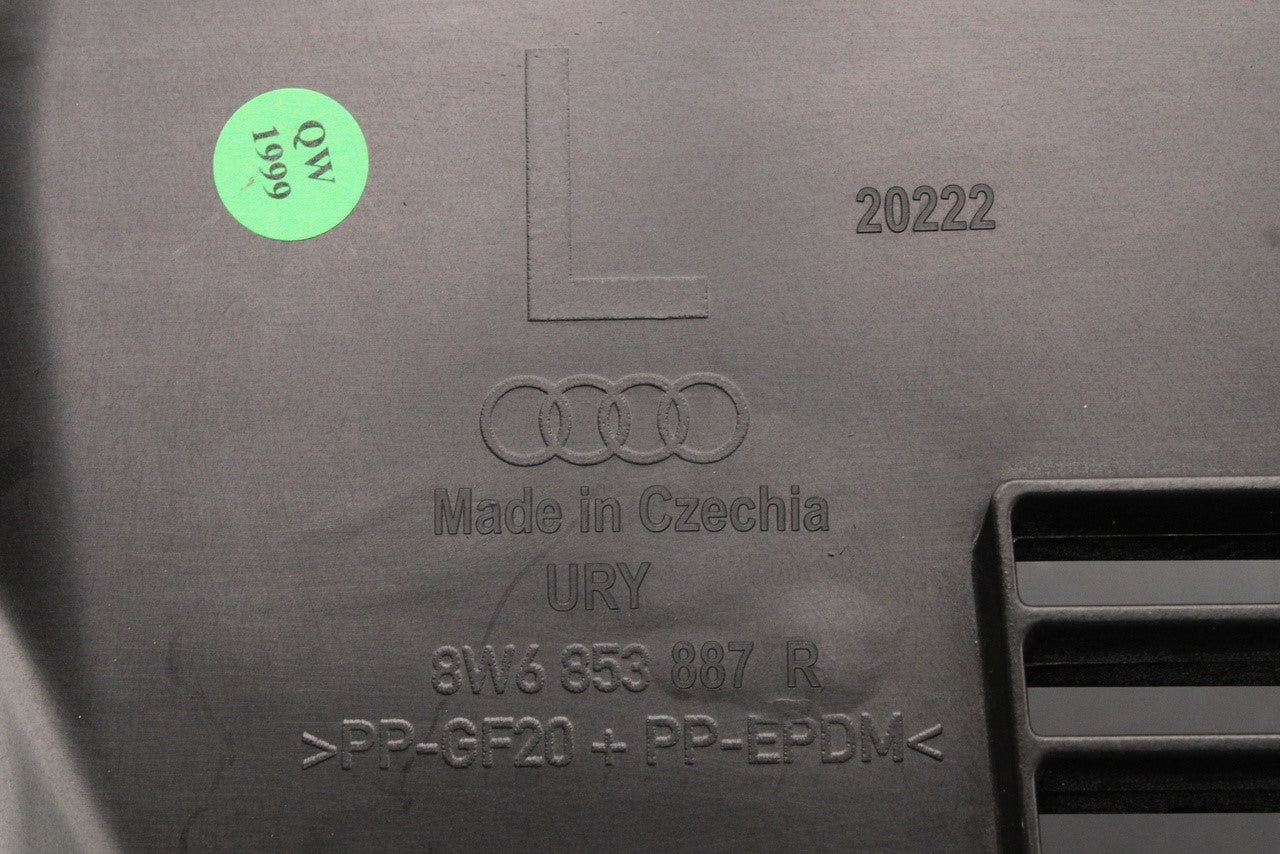 QW
1999
L
20222
Made in Czechia
URY
8W6 853 887 R
>PP-GF20 + PP-EPDM<